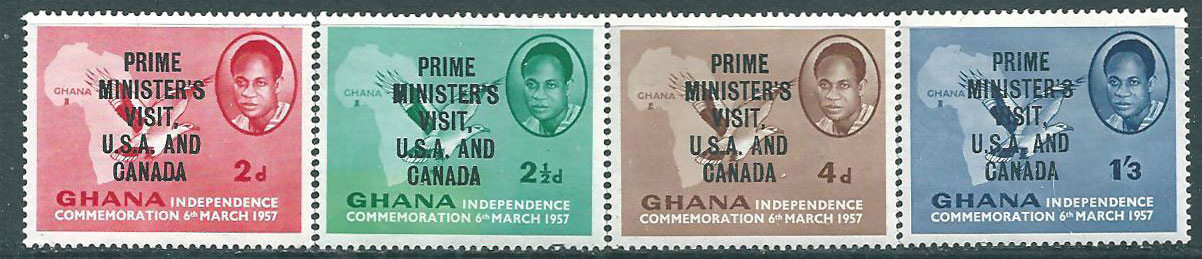 PRIME
MINISTER'S
VISIT,
U.S.A. AND
CANADA
GHANA
2d
GHANA INDEPENDENCE
COMMEMORATION 6th MARCH 1957
PRIME
MINISTER'S
VISIT,
U.S.A. AND
CANADA
GHANA
2½d
GHANA INDEPENDENCE
COMMEMORATION 6th MARCH 1957
PRIME
MINISTER'S
VISIT,
U.S.A. AND
CANADA
GHANA
4d
GHANA INDEPENDENCE
COMMEMORATION 6th MARCH 1957
PRIME
MINISTER'S
VISIT,
U.S.A. AND
CANADA
GHANA
1'3
GHANA INDEPENDENCE
COMMEMORATION 6th MARCH 1957